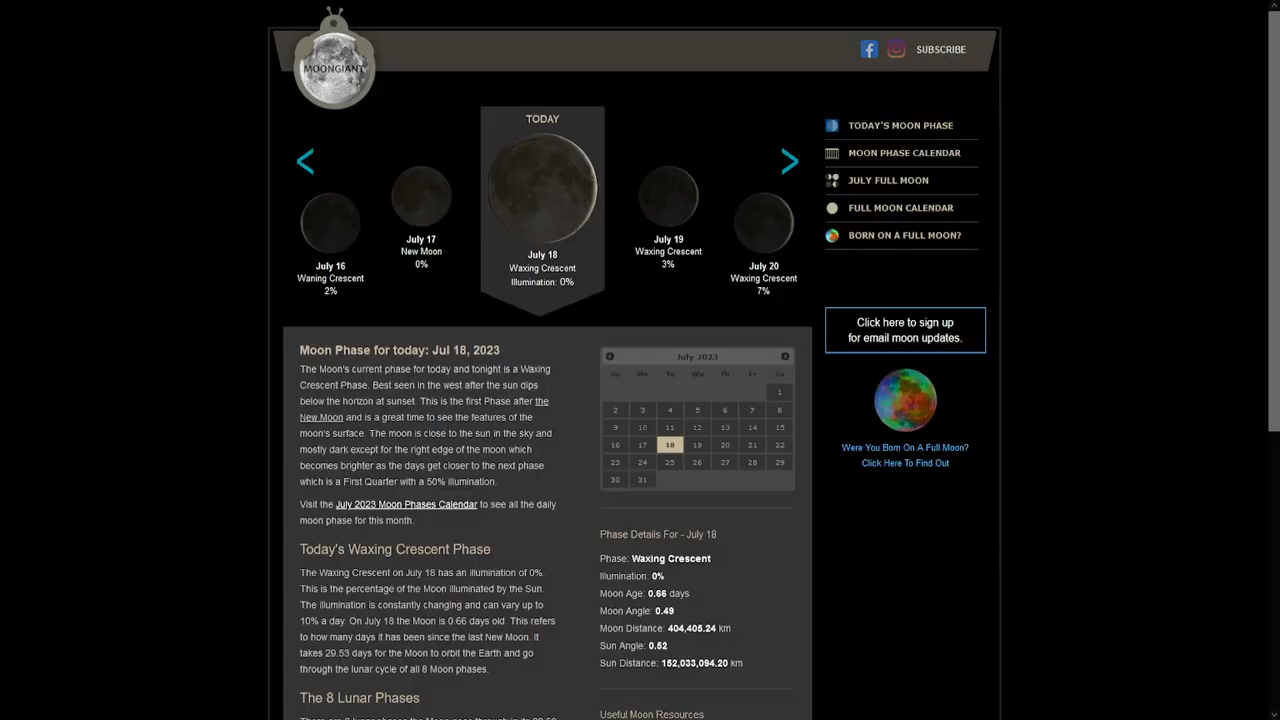 MOONGIANT
SUBSCRIBE
TODAY
July 16
Waning Crescent
2%
July 17
New Moon
0%
July 18
Waxing Crescent
Illumination: 0%
July 19
Waxing Crescent
3%
July 20
Waxing Crescent
7%
TODAY'S MOON PHASE
MOON PHASE CALENDAR
JULY FULL MOON
FULL MOON CALENDAR
BORN ON A FULL MOON?
Click here to sign up
for email moon updates.
Were You Born On A Full Moon?
Click Here To Find Out
Moon Phase for today: Jul 18, 2023
The Moon's current phase for today and tonight is a Waxing
Crescent Phase. Best seen in the west after the sun dips
below the horizon at sunset. This is the first Phase after the
New Moon and is a great time to see the features of the
moon's surface. The moon is close to the sun in the sky and
mostly dark except for the right edge of the moon which
becomes brighter as the days get closer to the next phase
which is a First Quarter with a 50% illumination.
Visit the July 2023 Moon Phases Calendar to see all the daily
moon phase for this month.
Today's Waxing Crescent Phase
The Waxing Crescent on July 18 has an illumination of 0%.
This is the percentage of the Moon illuminated by the Sun.
The illumination is constantly changing and can vary up to
10% a day. On July 18 the Moon is 0.66 days old. This refers
to how many days it has been since the last New Moon. It
takes 29.53 days for the Moon to orbit the Earth and go
through the lunar cycle of all 8 Moon phases.
The 8 Lunar Phases
July 2023
Su Mo Tu We Th Fr Sa
1
2 3 4 5 6 7 8
9 10 11 12 13 14 15
16 17 18 19 20 21 22
23 24 25 26 27 28 29
30 31
Phase Details For - July 18
Phase: Waxing Crescent
Illumination: 0%
Moon Age: 0.66 days
Moon Angle: 0.49
Moon Distance: 404,405.24 km
Sun Angle: 0.52
Sun Distance: 152,033,094.20 km
Useful Moon Resources